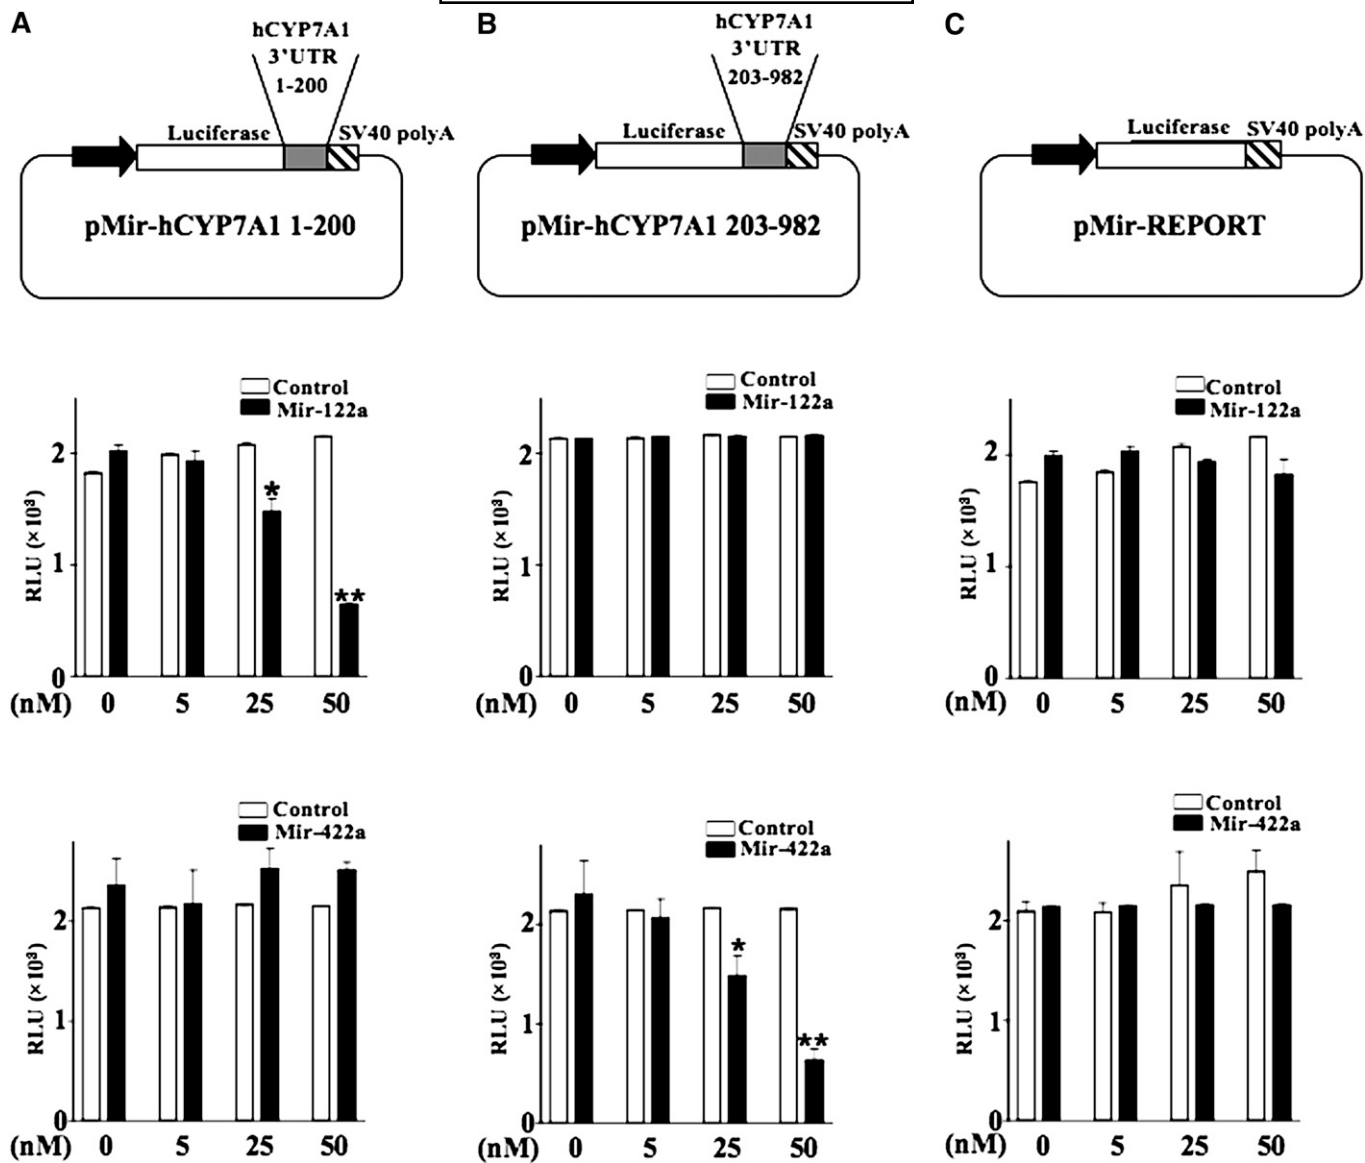 A
hCYP7A1
3’UTR
1-200
Luciferase
SV40 polyA
pMir-hCYP7A1 1-200
B
hCYP7A1
3’UTR
203-982
Luciferase
SV40 polyA
pMir-hCYP7A1 203-982
C
Luciferase
SV40 polyA
pMir-REPORT
Control
Mir-122a
RLU (×10³)
2
1
0
*
**
(nM) 0 5 25 50
Control
Mir-122a
RLU (×10³)
2
1
0
(nM) 0 5 25 50
Control
Mir-122a
RLU (×10³)
2
1
0
(nM) 0 5 25 50
Control
Mir-422a
RLU (×10³)
2
1
0
(nM) 0 5 25 50
Control
Mir-422a
RLU (×10³)
2
1
0
*
**
(nM) 0 5 25 50
Control
Mir-422a
RLU (×10³)
2
1
0
(nM) 0 5 25 50